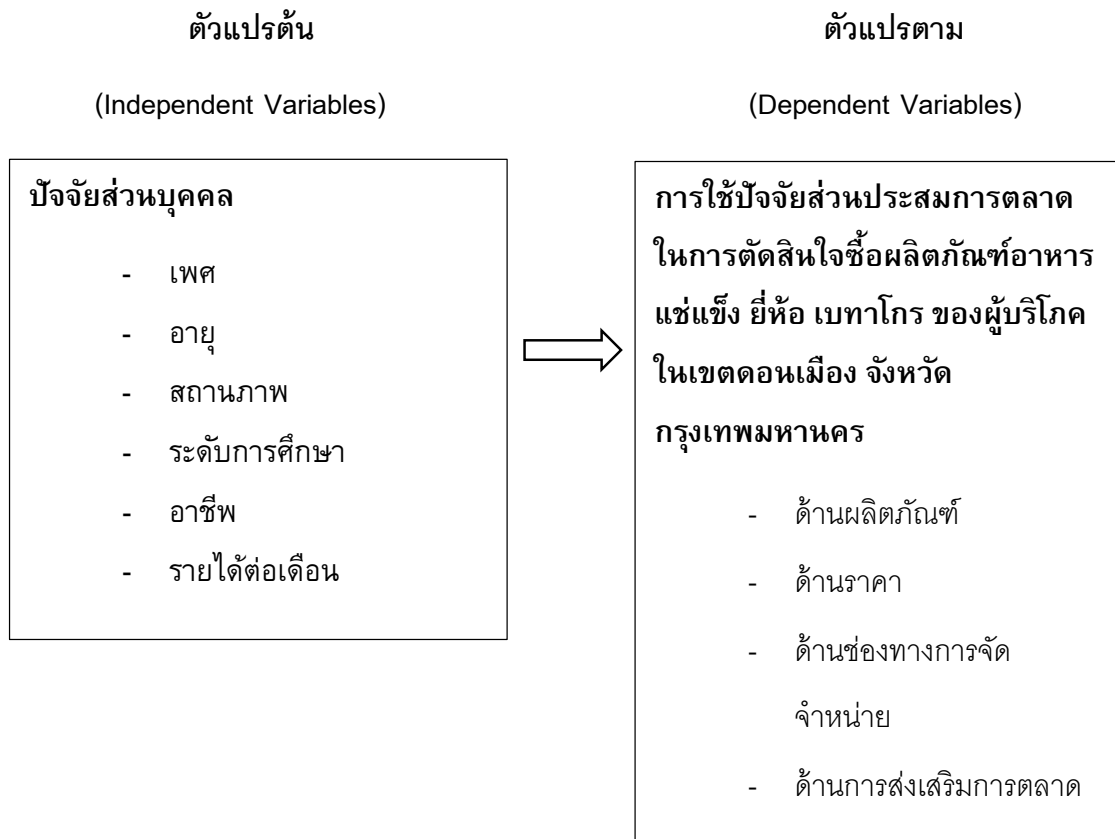 ตัวแปรต้น
(Independent Variables)
ปัจจัยส่วนบุคคล
- เพศ
- อายุ
- สถานภาพ
- ระดับการศึกษา
- อาชีพ
- รายได้ต่อเดือน
ตัวแปรตาม
(Dependent Variables)
การใช้ปัจจัยส่วนประสมการตลาด
ในการตัดสินใจซื้อผลิตภัณฑ์อาหาร
แช่แข็ง ยี่ห้อ เบทาโกร ของผู้บริโภค
ในเขตดอนเมือง จังหวัด
กรุงเทพมหานคร
- ด้านผลิตภัณฑ์
- ด้านราคา
- ด้านช่องทางการจัด
จำหน่าย
- ด้านการส่งเสริมการตลาด